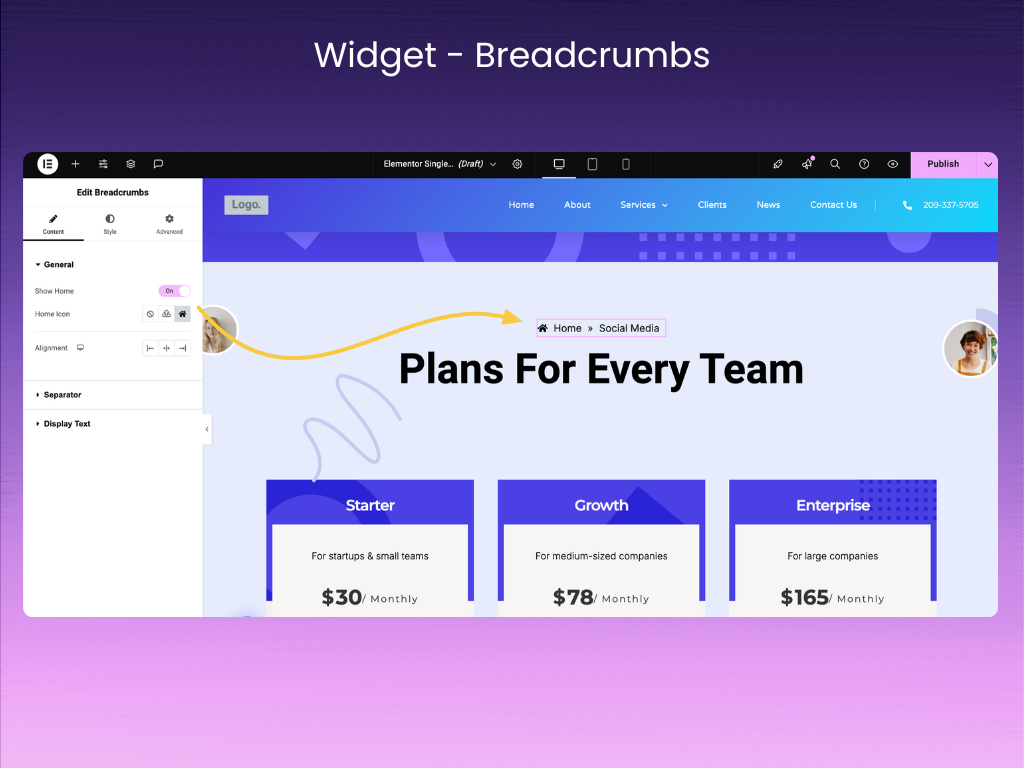 Widget - Breadcrumbs
Elementor Single... (Draft)
Publish
Edit Breadcrumbs
Content Style Advanced
General
Show Home On
Home Icon
Alignment
Separator
Display Text
Logo.
Home About Services Clients News Contact Us 209-337-5705
Home » Social Media
Plans For Every Team
Starter
For startups & small teams
$30/ Monthly
Growth
For medium-sized companies
$78/ Monthly
Enterprise
For large companies
$165/ Monthly